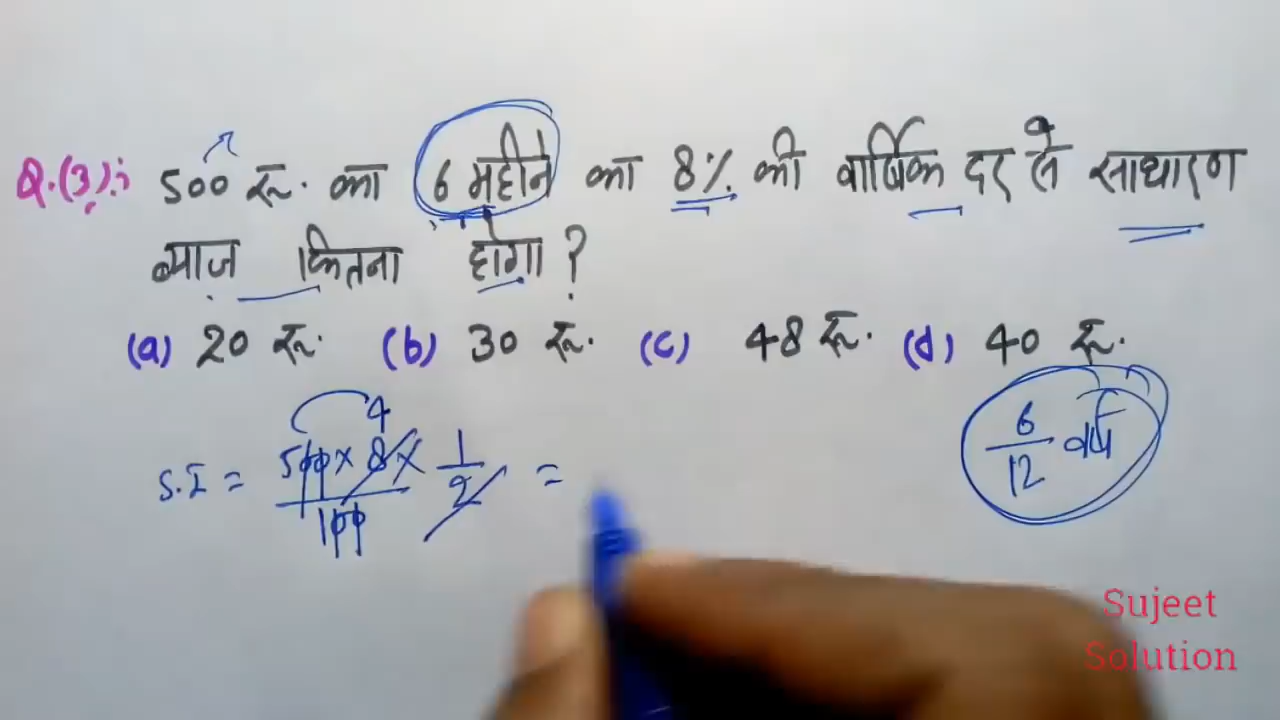 Q.(3):- 500 रू. का 6 महीने का 8% की वार्षिक दर से साधारण
ब्याज कितना होगा ?
(a) 20 रू. (b) 30 रू. (c) 48 रू. (d) 40 रू.
4
S.I = 500 x 8 x 1/2 =
100
6/12 वर्ष
Sujeet
Solution